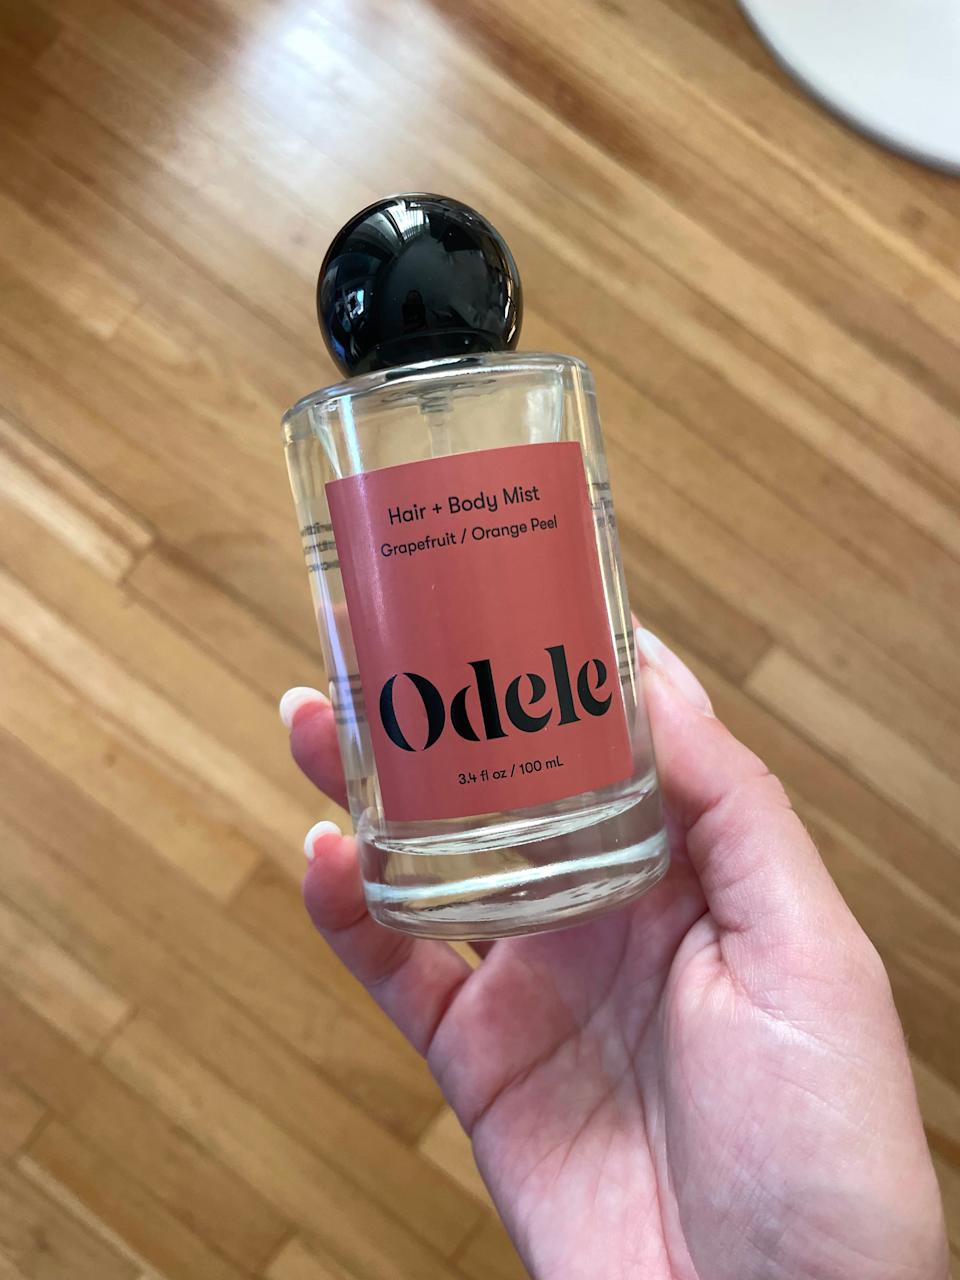 Hair + Body Mist
Grapefruit / Orange Peel
Odele
3.4 fl oz / 100 mL